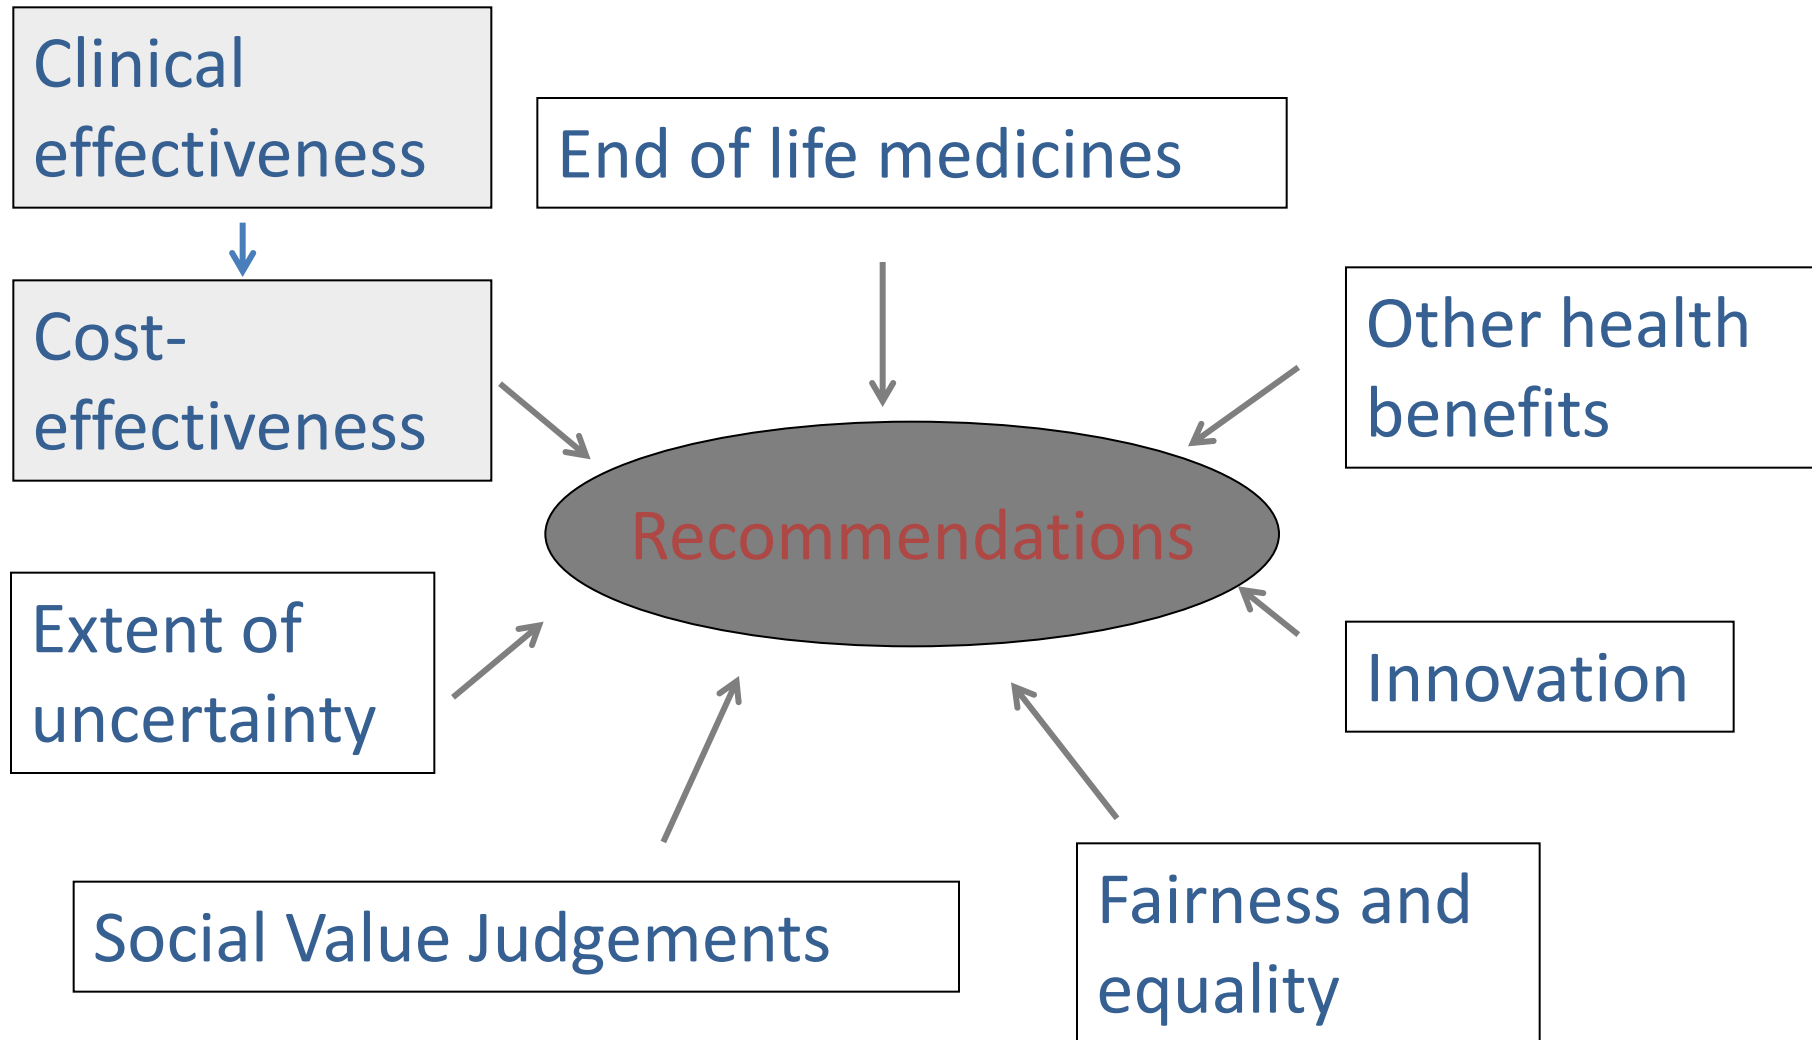 Clinical
effectiveness
End of life medicines
Cost-
effectiveness
Other health
benefits
Recommendations
Extent of
uncertainty
Innovation
Social Value Judgements
Fairness and
equality